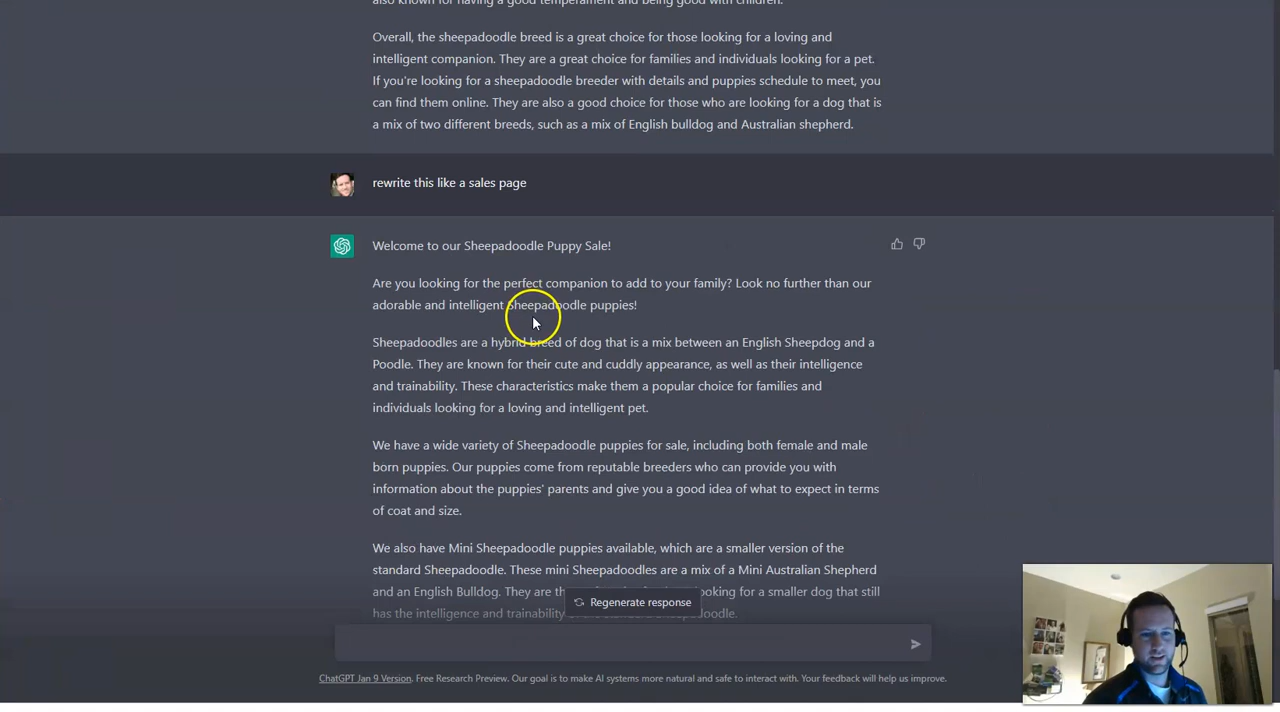 also known for having a good temperament and being good with children.
Overall, the sheepadoodle breed is a great choice for those looking for a loving and
intelligent companion. They are a great choice for families and individuals looking for a pet.
If you're looking for a sheepadoodle breeder with details and puppies schedule to meet, you
can find them online. They are also a good choice for those who are looking for a dog that is
a mix of two different breeds, such as a mix of English bulldog and Australian shepherd.
rewrite this like a sales page
Welcome to our Sheepadoodle Puppy Sale!
Are you looking for the perfect companion to add to your family? Look no further than our
adorable and intelligent Sheepadoodle puppies!
Sheepadoodles are a hybrid breed of dog that is a mix between an English Sheepdog and a
Poodle. They are known for their cute and cuddly appearance, as well as their intelligence
and trainability. These characteristics make them a popular choice for families and
individuals looking for a loving and intelligent pet.
We have a wide variety of Sheepadoodle puppies for sale, including both female and male
born puppies. Our puppies come from reputable breeders who can provide you with
information about the puppies' parents and give you a good idea of what to expect in terms
of coat and size.
We also have Mini Sheepadoodle puppies available, which are a smaller version of the
standard Sheepadoodle. These mini Sheepadoodles are a mix of a Mini Australian Shepherd
and an English Bulldog. They are th looking for a smaller dog that still
has the intelligence and trainability of the standard Sheepadoodle.
Regenerate response
ChatGPT Jan 9 Version. Free Research Preview. Our goal is to make AI systems more natural and safe to interact with. Your feedback will help us improve.